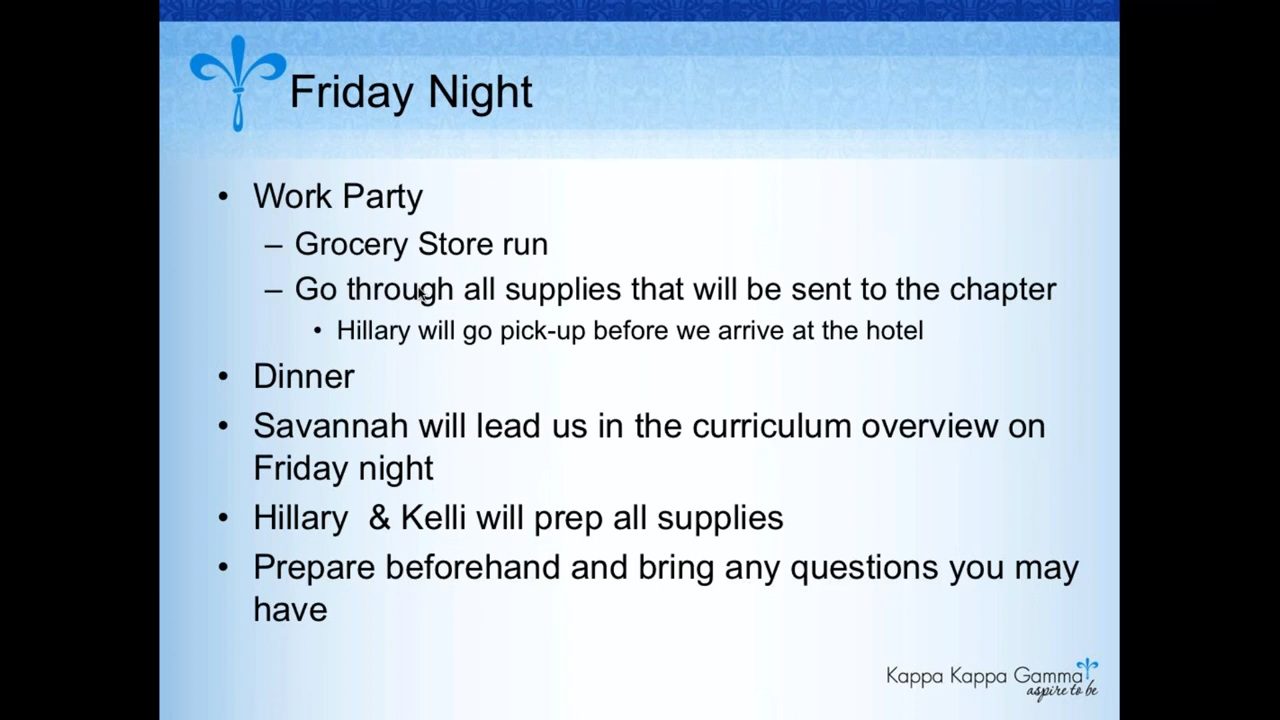 Friday Night
• Work Party
– Grocery Store run
– Go through all supplies that will be sent to the chapter
• Hillary will go pick-up before we arrive at the hotel
• Dinner
• Savannah will lead us in the curriculum overview on
Friday night
• Hillary  & Kelli will prep all supplies
• Prepare beforehand and bring any questions you may
have
Kappa Kappa Gamma
aspire to be